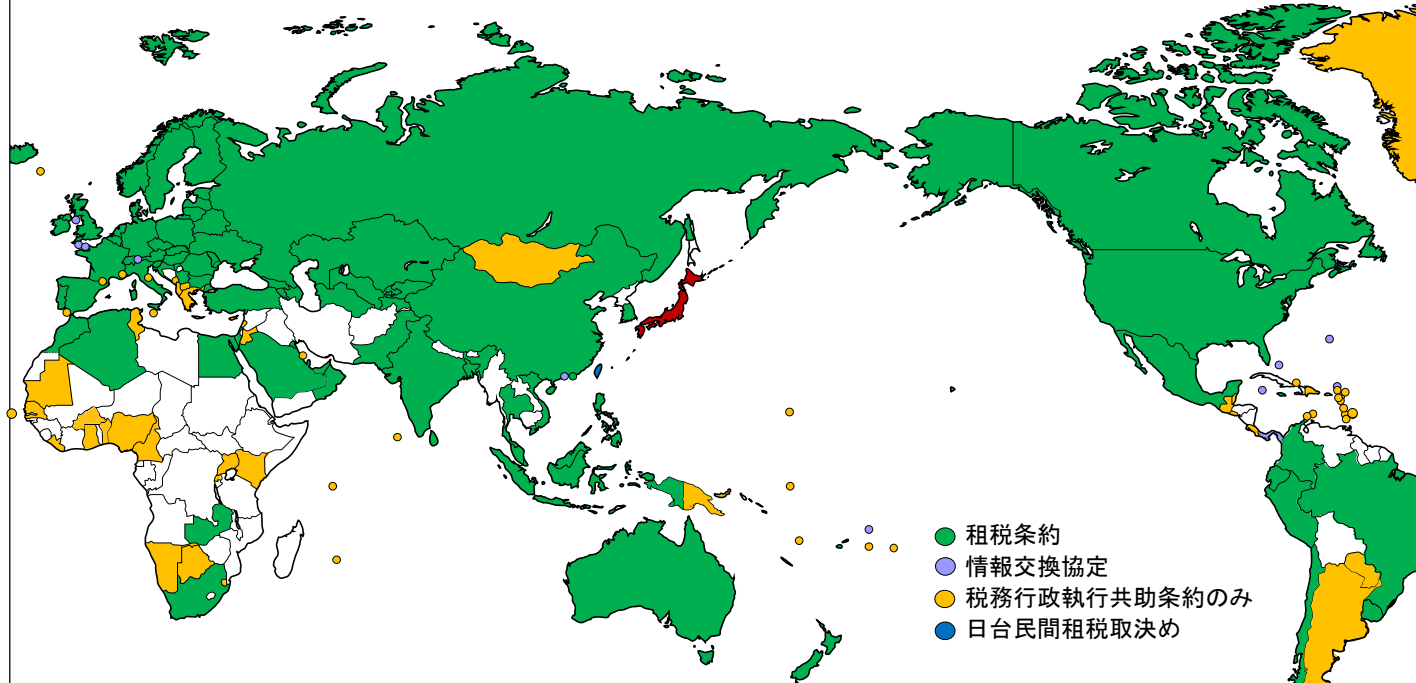 租税条約
情報交換協定
税務行政執行共助条約のみ
日台民間租税取決め